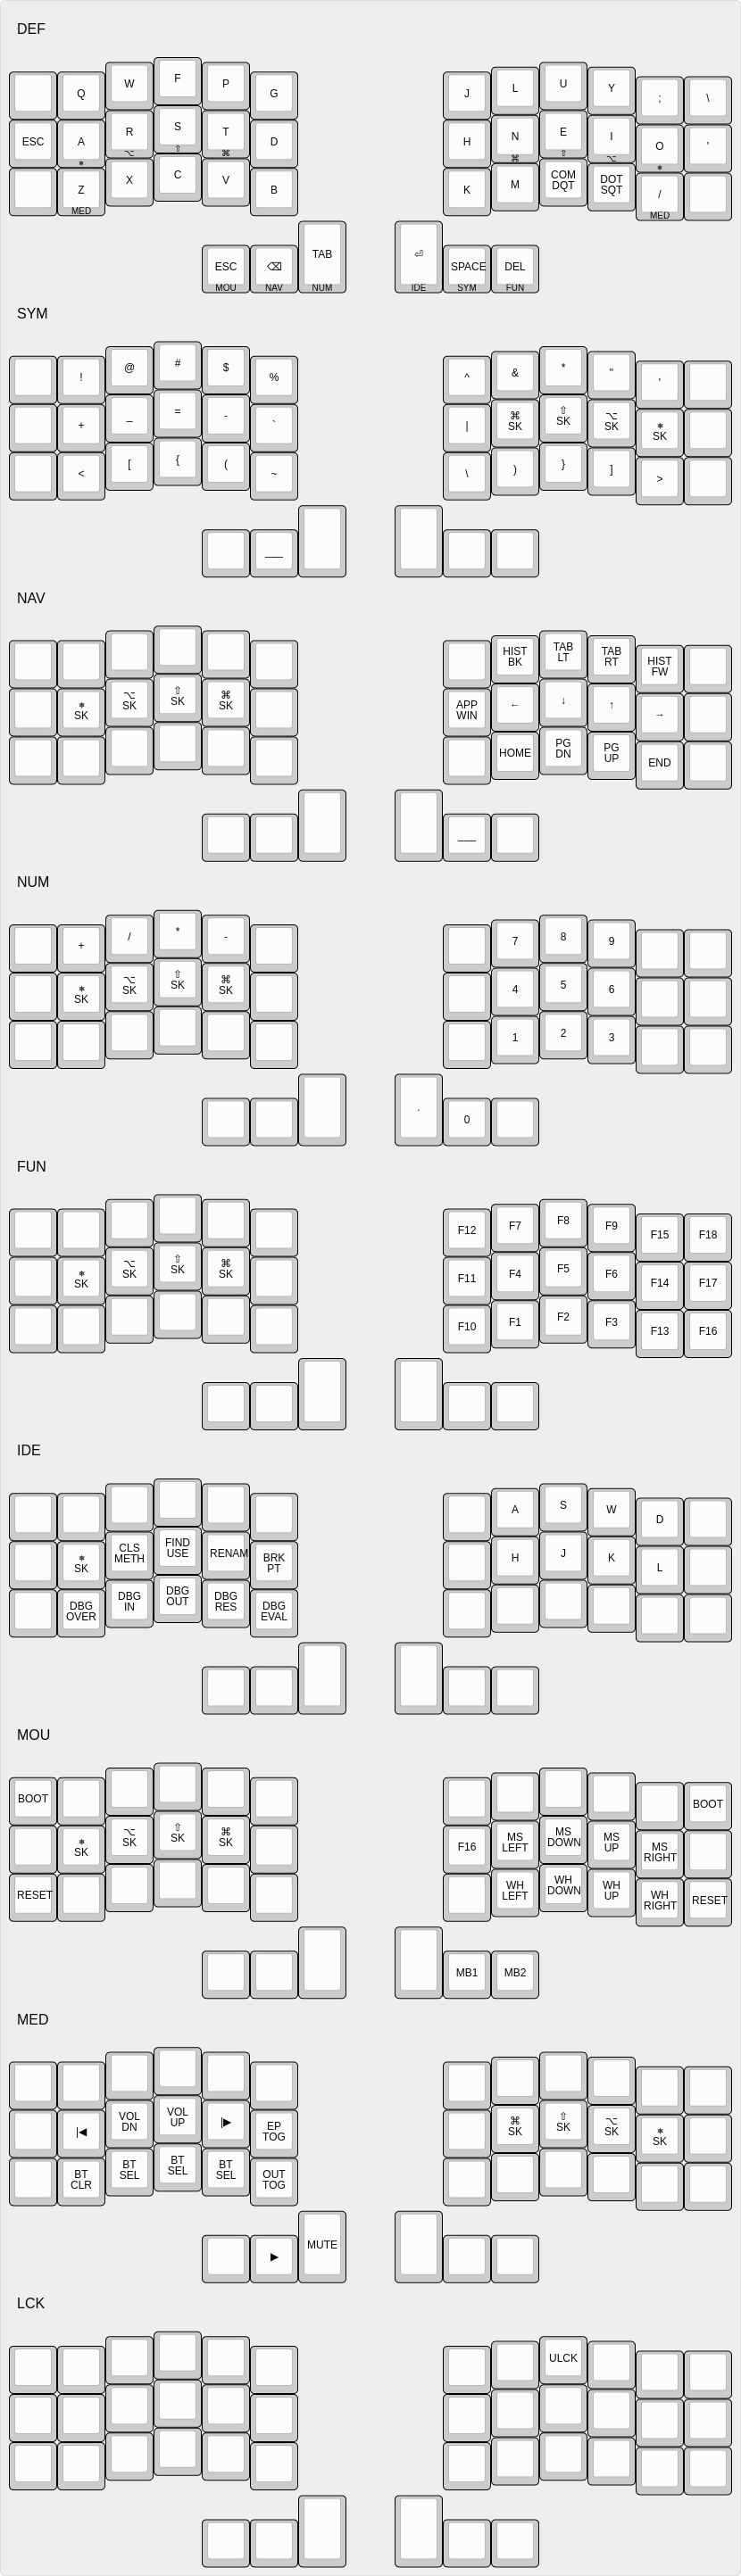 DEF
Q W F P G J L U Y ; \
ESC A R S T D H N E I O '
⎈ ⌥ ⇧ ⌘ ⌘ ⇧ ⌥ ⎈
Z X C V B K M COM DQT DOT SQT /
MED MED
ESC ⌫ TAB ⏎ SPACE DEL
MOU NAV NUM IDE SYM FUN
SYM
! @ # $ % ^ & * " '
+ _ = - ` | ⌘ SK ⇧ SK ⌥ SK ⎈ SK
< [ { ( ~ \ ) } ] >
___
NAV
HIST BK TAB LT TAB RT HIST FW
⎈ SK ⌥ SK ⇧ SK ⌘ SK APP WIN ← ↓ ↑ →
HOME PG DN PG UP END
___
NUM
+ / * - 7 8 9
⎈ SK ⌥ SK ⇧ SK ⌘ SK 4 5 6
1 2 3
. 0
FUN
F12 F7 F8 F9 F15 F18
⎈ SK ⌥ SK ⇧ SK ⌘ SK F11 F4 F5 F6 F14 F17
F10 F1 F2 F3 F13 F16
IDE
A S W D
⎈ SK CLS METH FIND USE RENAM BRK PT H J K L
DBG OVER DBG IN DBG OUT DBG RES DBG EVAL
MOU
BOOT BOOT
⎈ SK ⌥ SK ⇧ SK ⌘ SK F16 MS LEFT MS DOWN MS UP MS RIGHT
RESET WH LEFT WH DOWN WH UP WH RIGHT RESET
MB1 MB2
MED
|◀ VOL DN VOL UP |▶ EP TOG ⌘ SK ⇧ SK ⌥ SK ⎈ SK
BT CLR BT SEL BT SEL BT SEL OUT TOG
▶ MUTE
LCK
ULCK